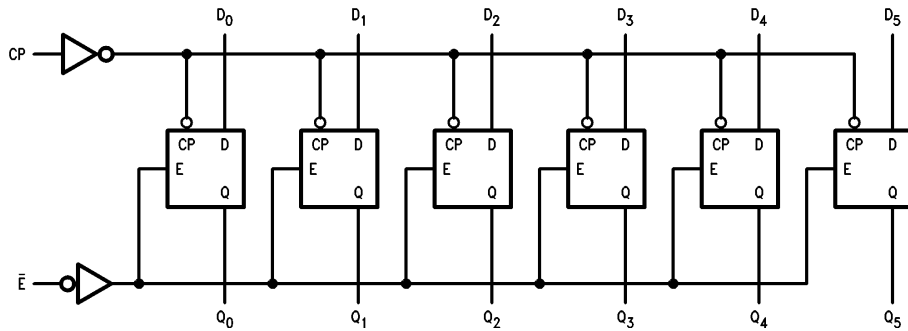 D₀ D₁ D₂ D₃ D₄ D₅
CP
CP D CP D CP D CP D CP D CP D
E E E E E E
Q Q Q Q Q Q
Ē
Q₀ Q₁ Q₂ Q₃ Q₄ Q₅